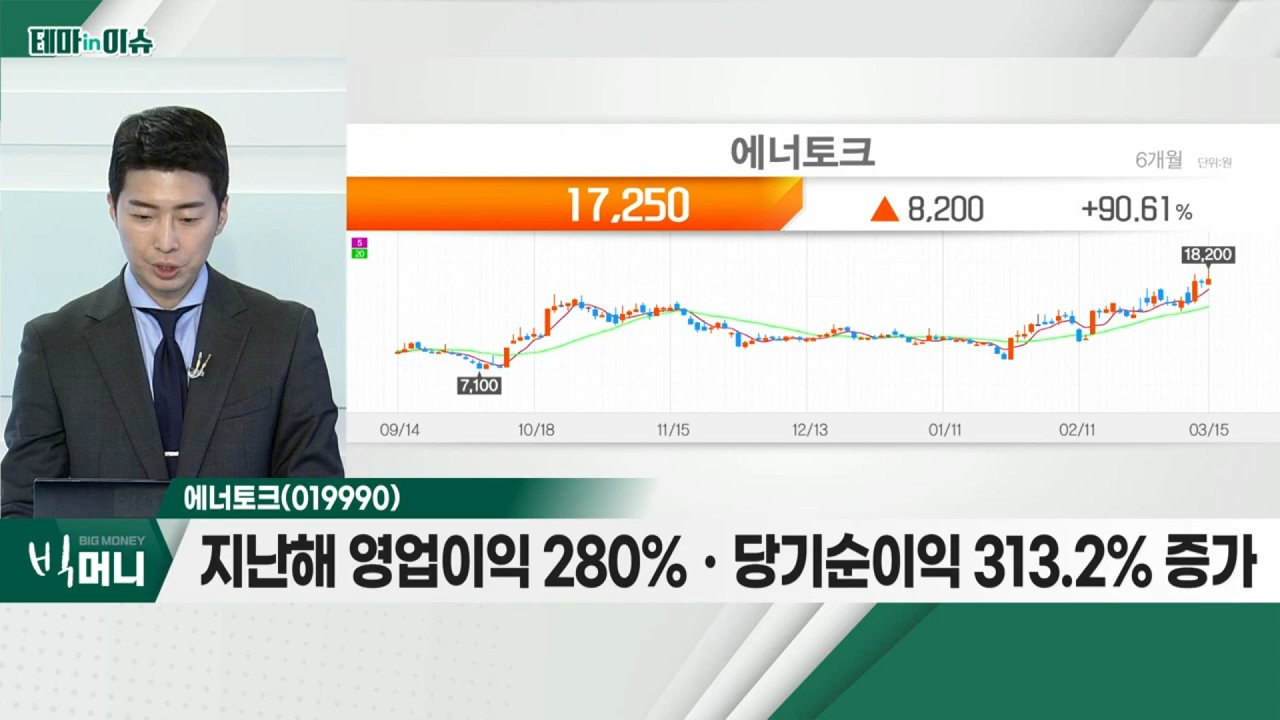 테마in이슈
에너토크
6개월 단위:원
17,250 ▲ 8,200 +90.61%
5
20
18,200
7,100
09/14 10/18 11/15 12/13 01/11 02/11 03/15
에너토크(019990)
BIG MONEY
빅머니
지난해 영업이익 280%·당기순이익 313.2% 증가